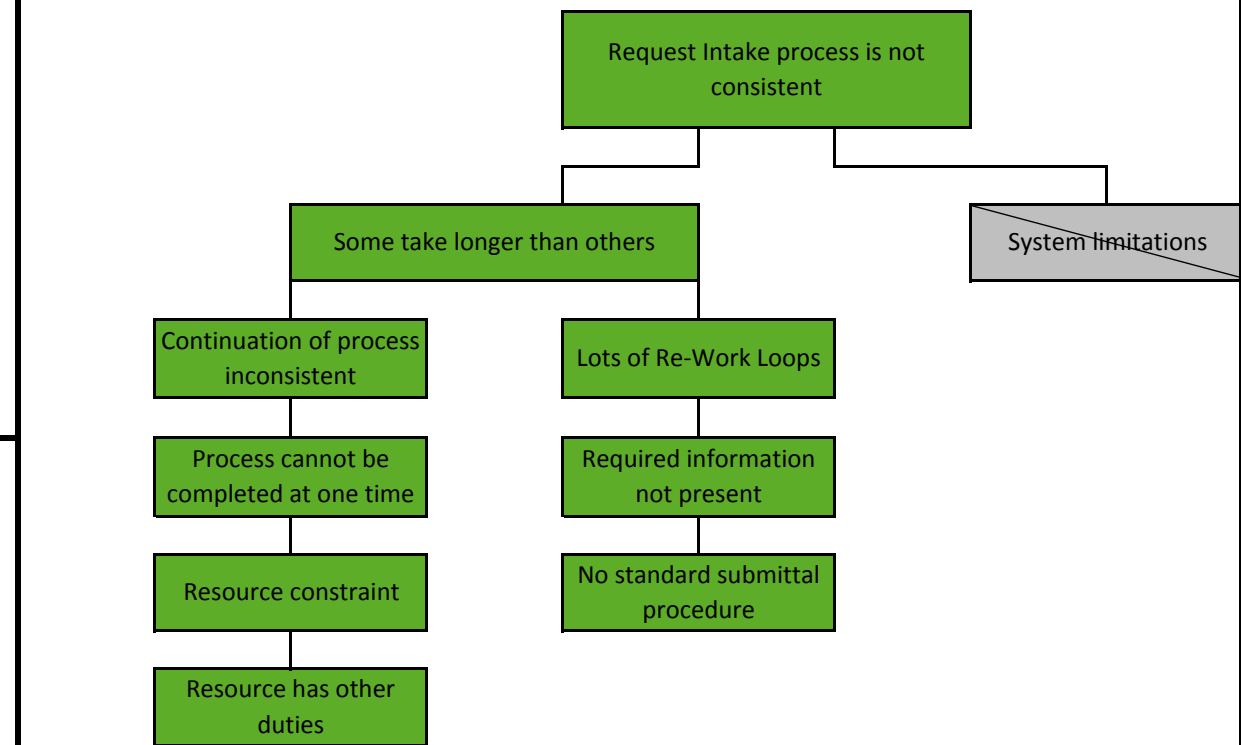 Request Intake process is not
consistent
Some take longer than others
System limitations
Continuation of process
inconsistent
Lots of Re-Work Loops
Process cannot be
completed at one time
Required information
not present
Resource constraint
No standard submittal
procedure
Resource has other
duties